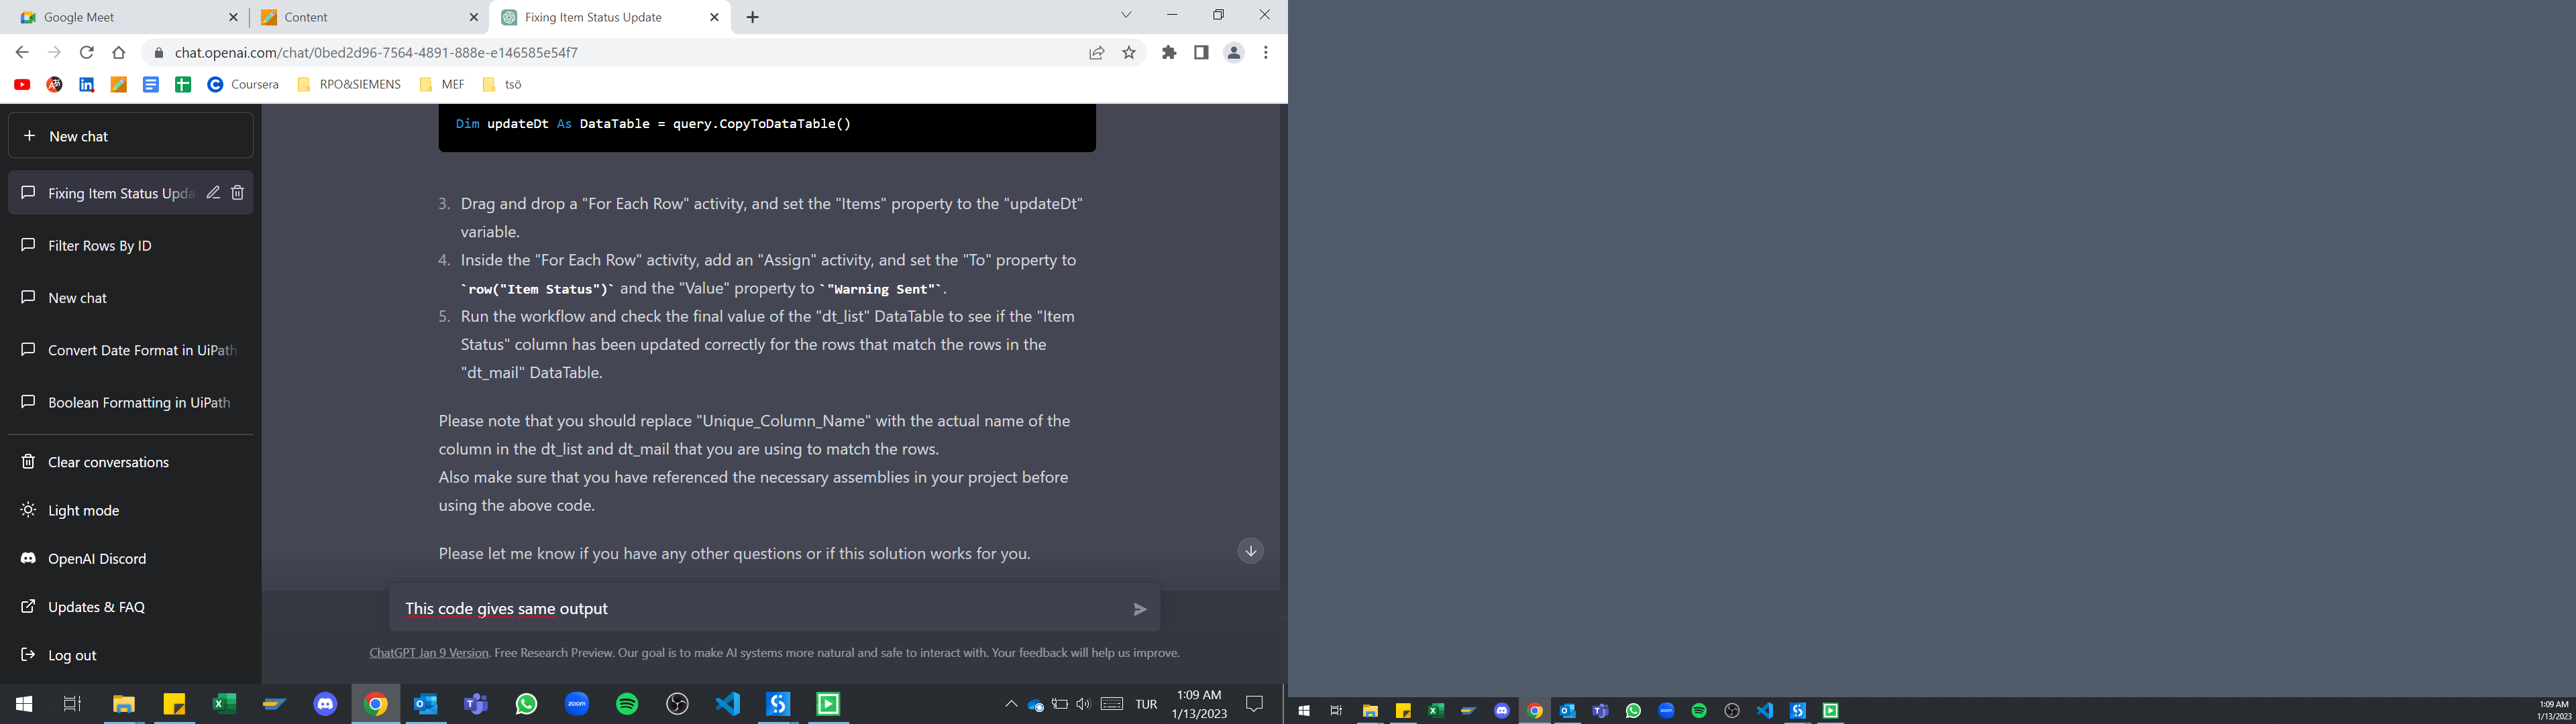 Google Meet
Content
Fixing Item Status Update
chat.openai.com/chat/0bed2d96-7564-4891-888e-e146585e54f7
Coursera
RPO&SIEMENS
MEF
tsö
New chat
Fixing Item Status Upda
Filter Rows By ID
New chat
Convert Date Format in UiPath
Boolean Formatting in UiPath
Clear conversations
Light mode
OpenAI Discord
Updates & FAQ
Log out
Dim updateDt As DataTable = query.CopyToDataTable()
3. Drag and drop a "For Each Row" activity, and set the "Items" property to the "updateDt"
variable.
4. Inside the "For Each Row" activity, add an "Assign" activity, and set the "To" property to
`row("Item Status")` and the "Value" property to `"Warning Sent"`.
5. Run the workflow and check the final value of the "dt_list" DataTable to see if the "Item
Status" column has been updated correctly for the rows that match the rows in the
"dt_mail" DataTable.
Please note that you should replace "Unique_Column_Name" with the actual name of the
column in the dt_list and dt_mail that you are using to match the rows.
Also make sure that you have referenced the necessary assemblies in your project before
using the above code.
Please let me know if you have any other questions or if this solution works for you.
This code gives same output
ChatGPT Jan 9 Version. Free Research Preview. Our goal is to make AI systems more natural and safe to interact with. Your feedback will help us improve.
zoom
TUR
1:09 AM
1/13/2023
1:09 AM
1/13/2023